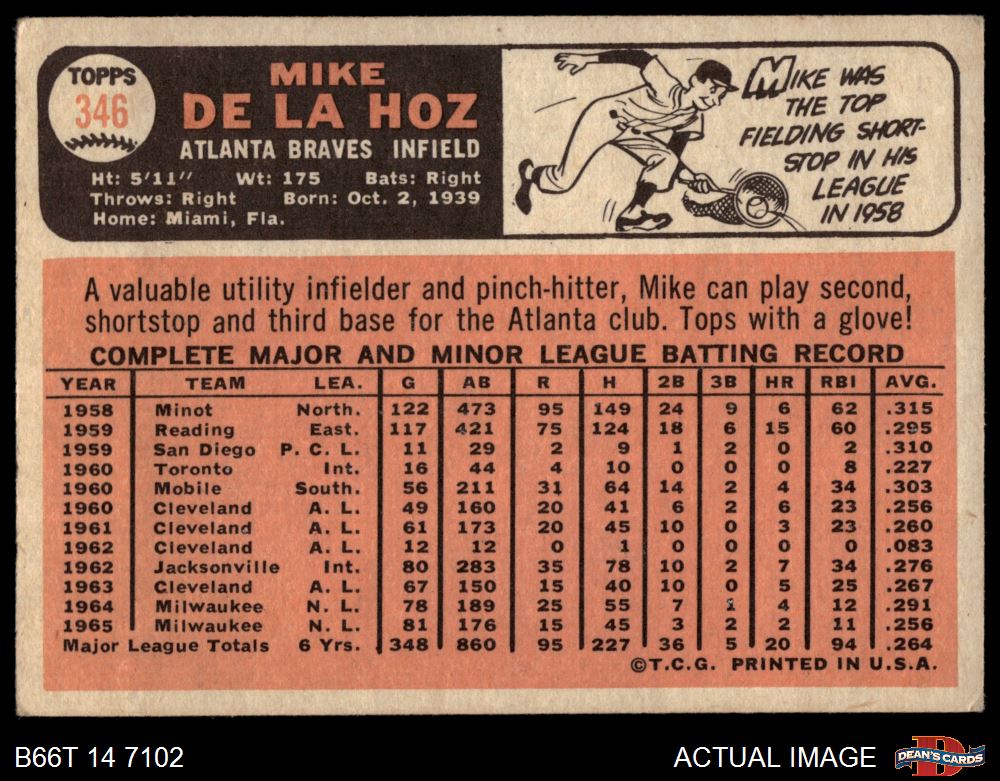 TOPPS
346
MIKE
DE LA HOZ
ATLANTA BRAVES INFIELD
Ht: 5'11" Wt: 175 Bats: Right
Throws: Right Born: Oct. 2, 1939
Home: Miami, Fla.
MIKE WAS
THE TOP
FIELDING SHORT-
STOP IN HIS
LEAGUE
IN 1958
A valuable utility infielder and pinch-hitter, Mike can play second,
shortstop and third base for the Atlanta club. Tops with a glove!
COMPLETE MAJOR AND MINOR LEAGUE BATTING RECORD
YEAR TEAM LEA. G AB R H 2B 3B HR RBI AVG.
1958 Minot North. 122 473 95 149 24 9 6 62 .315
1959 Reading East. 117 421 75 124 18 6 15 60 .295
1959 San Diego P. C. L. 11 29 2 9 1 2 0 2 .310
1960 Toronto Int. 16 44 4 10 0 0 0 8 .227
1960 Mobile South. 56 211 31 64 14 2 4 34 .303
1960 Cleveland A. L. 49 160 20 41 6 2 6 23 .256
1961 Cleveland A. L. 61 173 20 45 10 0 3 23 .260
1962 Cleveland A. L. 12 12 0 1 0 0 0 0 .083
1962 Jacksonville Int. 80 283 35 78 10 2 7 34 .276
1963 Cleveland A. L. 67 150 15 40 10 0 5 25 .267
1964 Milwaukee N. L. 78 189 25 55 7 1 4 12 .291
1965 Milwaukee N. L. 81 176 15 45 3 2 2 11 .256
Major League Totals 6 Yrs. 348 860 95 227 36 5 20 94 .264
©T.C.G. PRINTED IN U.S.A.
B66T 14 7102 ACTUAL IMAGE
D
DEAN'S CARDS